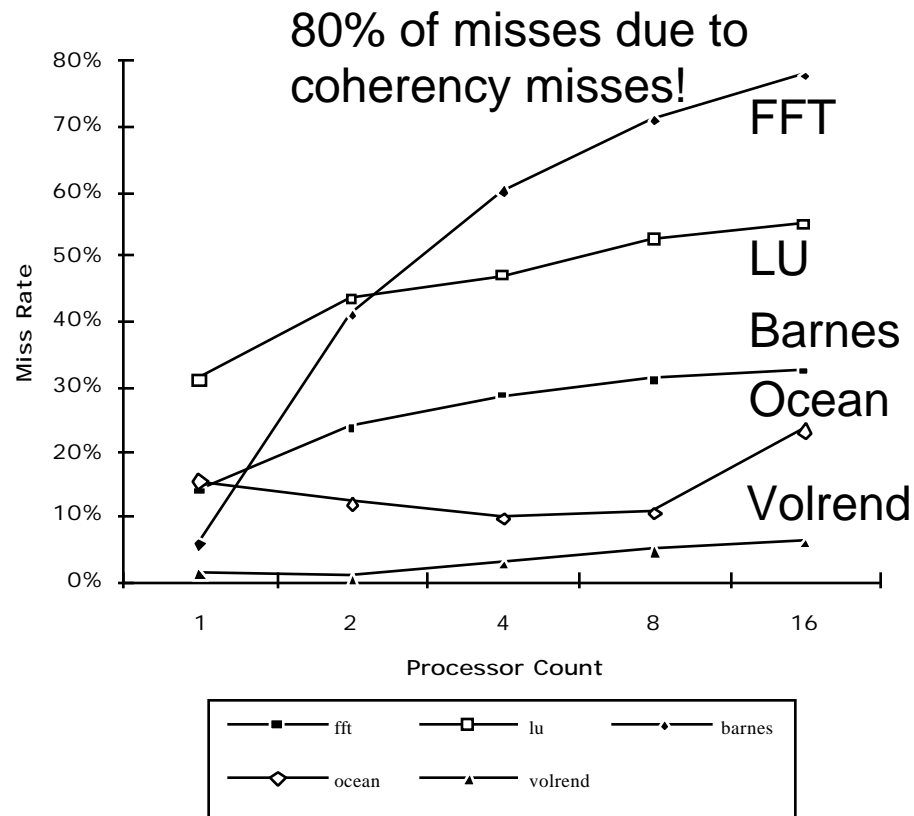 80% of misses due to
coherency misses!
80%
70%
60%
50%
40%
30%
20%
10%
0%
Miss Rate
FFT
LU
Barnes
Ocean
Volrend
1 2 4 8 16
Processor Count
fft lu barnes
ocean volrend